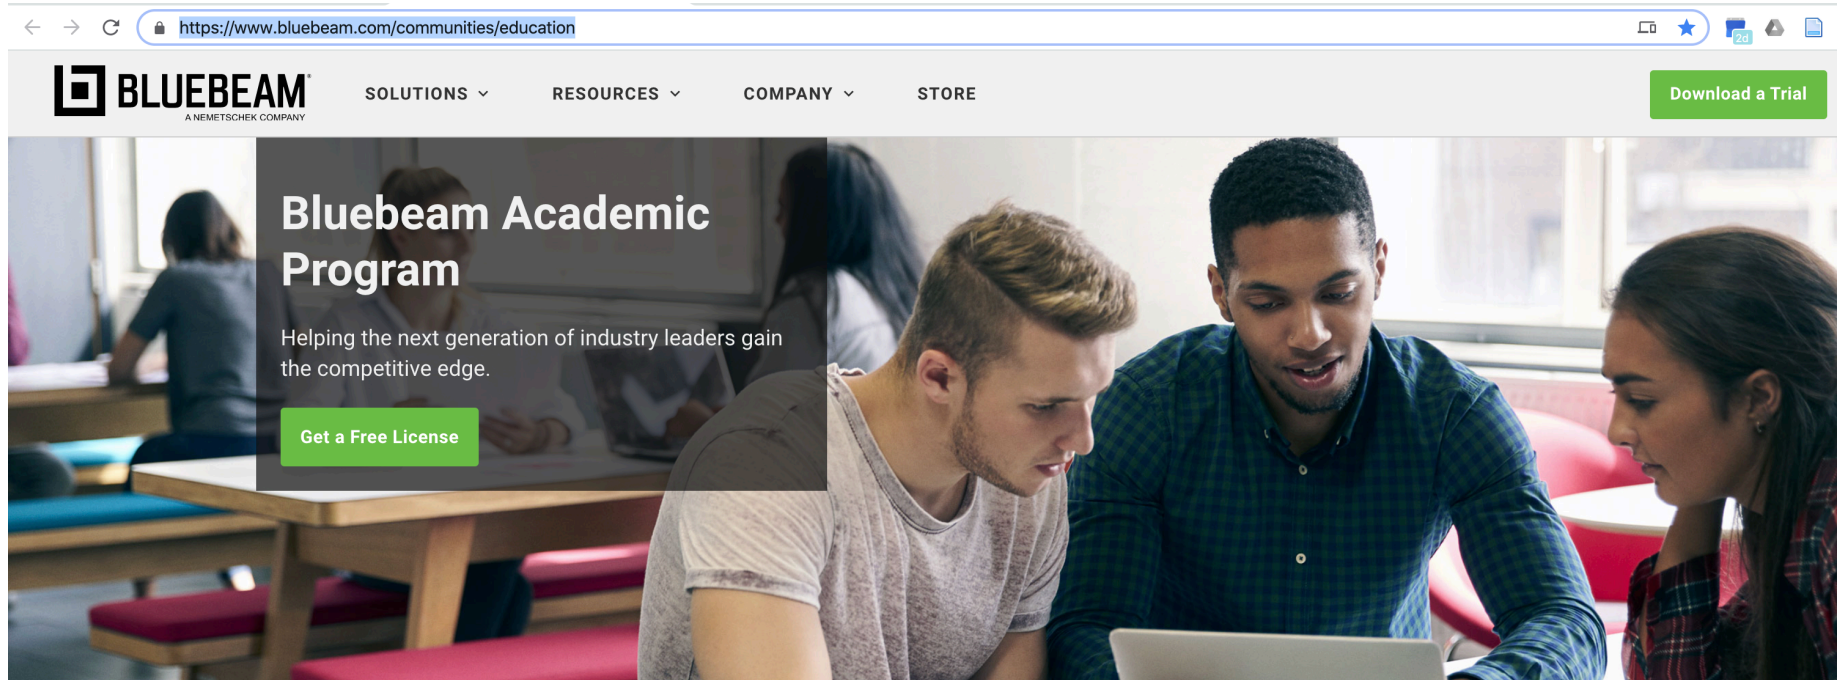 https://www.bluebeam.com/communities/education
2d
BLUEBEAM®
A NEMETSCHEK COMPANY
SOLUTIONS
RESOURCES
COMPANY
STORE
Download a Trial
Bluebeam Academic
Program
Helping the next generation of industry leaders gain
the competitive edge.
Get a Free License